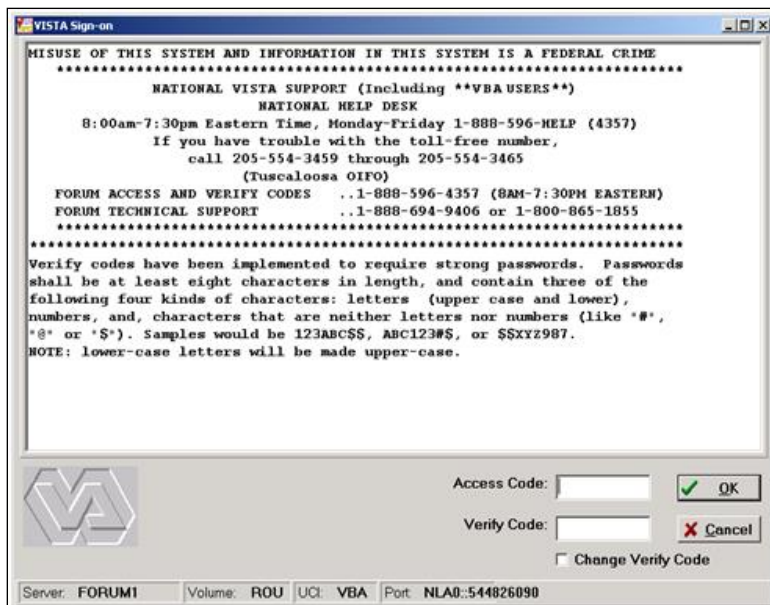 VISTA Sign-on
MISUSE OF THIS SYSTEM AND INFORMATION IN THIS SYSTEM IS A FEDERAL CRIME
***********************************************************************
NATIONAL VISTA SUPPORT (Including **VBA USERS**)
NATIONAL HELP DESK
8:00am-7:30pm Eastern Time, Monday-Friday 1-888-596-HELP (4357)
If you have trouble with the toll-free number,
call 205-554-3459 through 205-554-3465
(Tuscaloosa OIFO)
FORUM ACCESS AND VERIFY CODES ..1-888-596-4357 (8AM-7:30PM EASTERN)
FORUM TECHNICAL SUPPORT ..1-888-694-9406 or 1-800-865-1855
***********************************************************************
**************************************************************************
Verify codes have been implemented to require strong passwords. Passwords
shall be at least eight characters in length, and contain three of the
following four kinds of characters: letters (upper case and lower),
numbers, and, characters that are neither letters nor numbers (like "#",
"@" or "$"). Samples would be 123ABC$$, ABC123#$, or $$XYZ987.
NOTE: lower-case letters will be made upper-case.
Access Code:
OK
Verify Code:
Cancel
Change Verify Code
Server: FORUM1 Volume: ROU UCI: VBA Port: NLA0::544826090